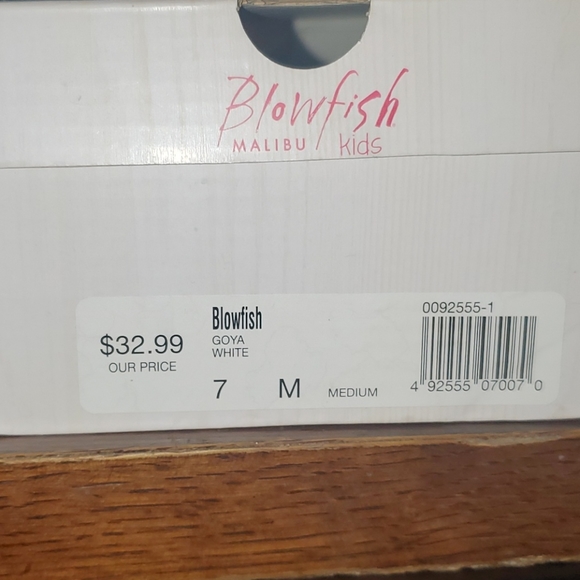 Blowfish
MALIBU kids
$32.99
OUR PRICE
Blowfish
GOYA
WHITE
7 M MEDIUM
0092555-1
4 92555 07007 0